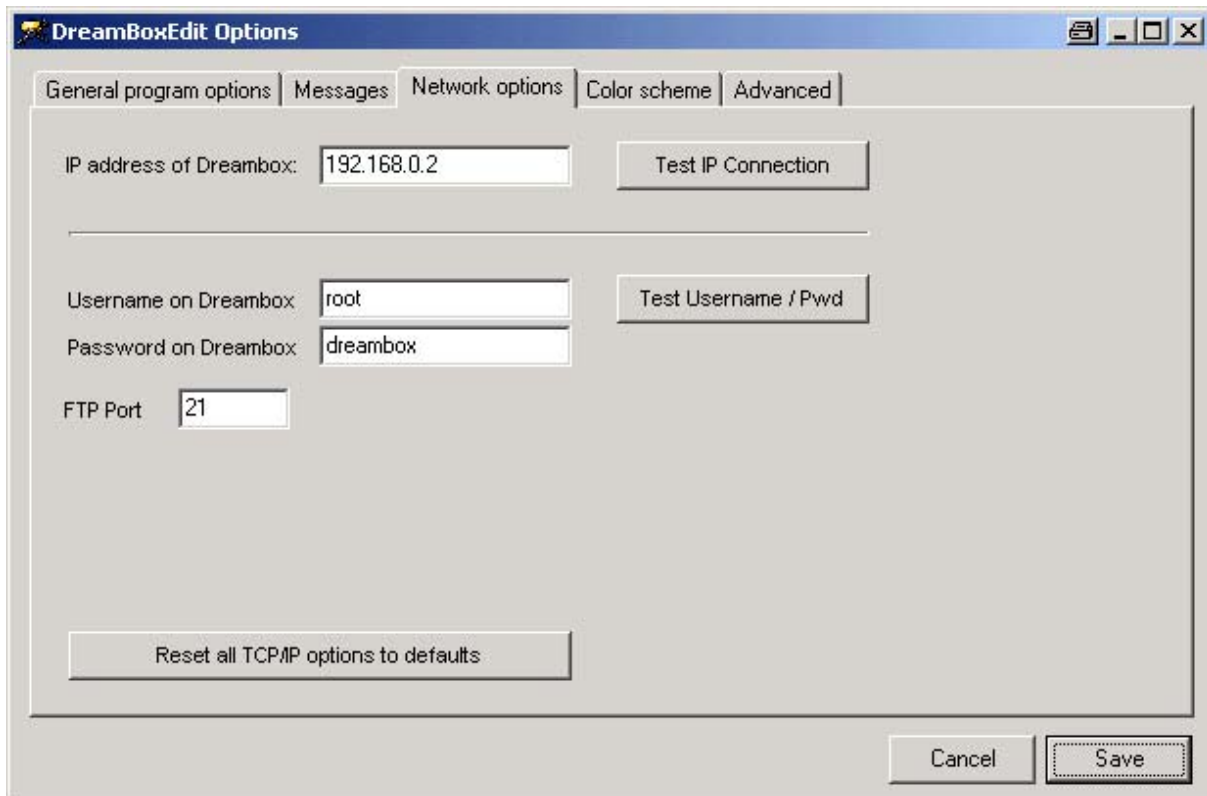 DreamBoxEdit Options
General program options
Messages
Network options
Color scheme
Advanced
IP address of Dreambox:
192.168.0.2
Test IP Connection
Username on Dreambox
root
Test Username / Pwd
Password on Dreambox
dreambox
FTP Port
21
Reset all TCP/IP options to defaults
Cancel
Save